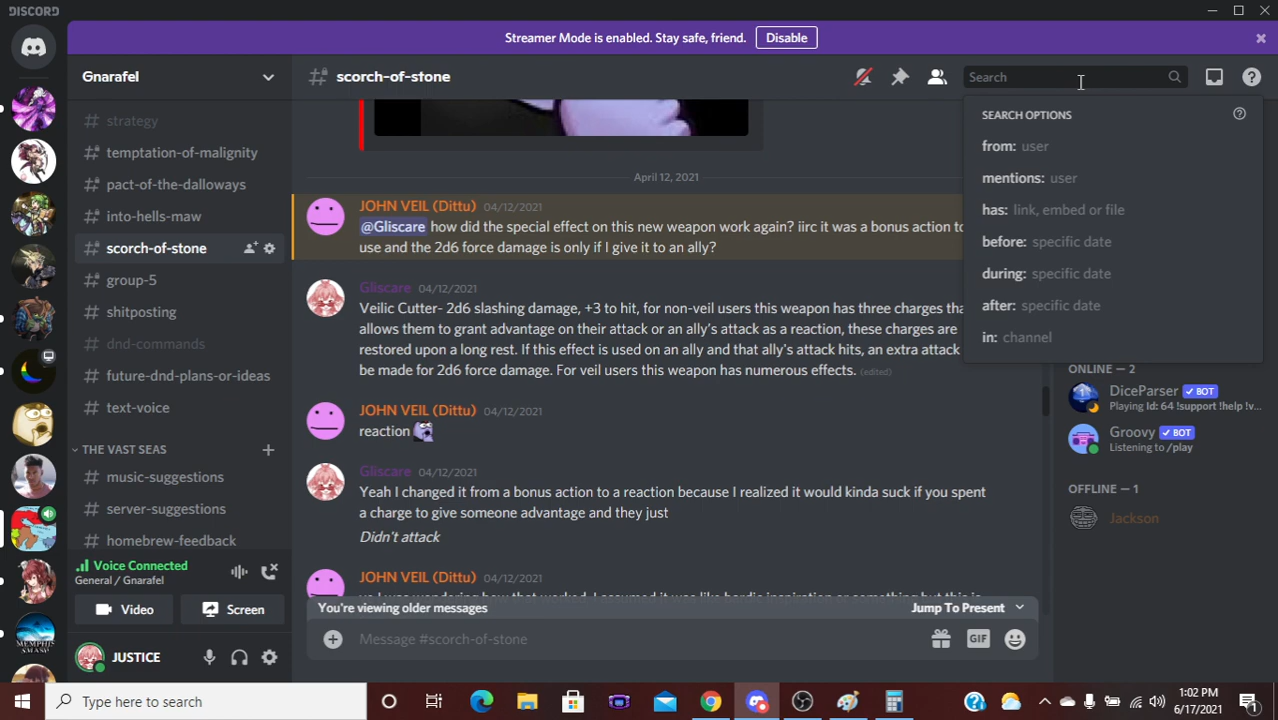 DISCORD
Streamer Mode is enabled. Stay safe, friend. Disable
Gnarafel
strategy
temptation-of-malignity
pact-of-the-dalloways
into-hells-maw
scorch-of-stone
group-5
shitposting
dnd-commands
future-dnd-plans-or-ideas
text-voice
THE VAST SEAS
music-suggestions
server-suggestions
homebrew-feedback
Voice Connected
General / Gnarafel
Video
Screen
JUSTICE
scorch-of-stone
Search
April 12, 2021
JOHN VEIL (Dittu) 04/12/2021
@Gliscare how did the special effect on this new weapon work again? iirc it was a bonus action to
use and the 2d6 force damage is only if I give it to an ally?
Gliscare 04/12/2021
Veilic Cutter- 2d6 slashing damage, +3 to hit, for non-veil users this weapon has three charges tha
allows them to grant advantage on their attack or an ally's attack as a reaction, these charges are
restored upon a long rest. If this effect is used on an ally and that ally's attack hits, an extra attack
be made for 2d6 force damage. For veil users this weapon has numerous effects. (edited)
JOHN VEIL (Dittu) 04/12/2021
reaction
Gliscare 04/12/2021
Yeah I changed it from a bonus action to a reaction because I realized it would kinda suck if you spent
a charge to give someone advantage and they just
Didn't attack
JOHN VEIL (Dittu) 04/12/2021
You're viewing older messages
Jump To Present
Message #scorch-of-stone
GIF
SEARCH OPTIONS
from: user
mentions: user
has: link, embed or file
before: specific date
during: specific date
after: specific date
in: channel
ONLINE — 2
DiceParser BOT
Playing Id: 64 !support !help !v...
Groovy BOT
Listening to /play
OFFLINE — 1
Jackson
MEMPHIS
Type here to search
1:02 PM
6/17/2021
1